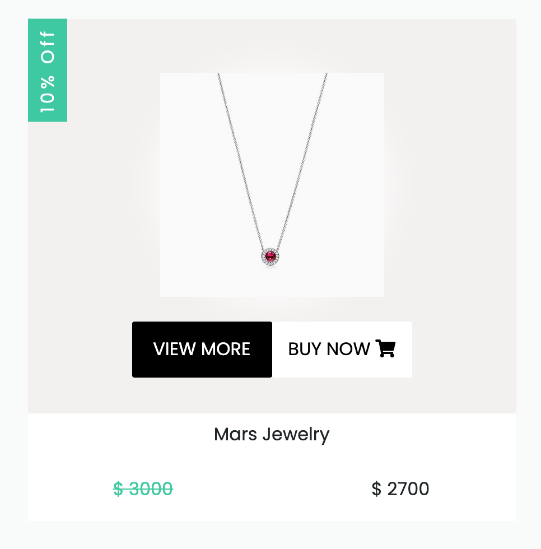 10% Off
VIEW MORE
BUY NOW
Mars Jewelry
$ 3000
$ 2700